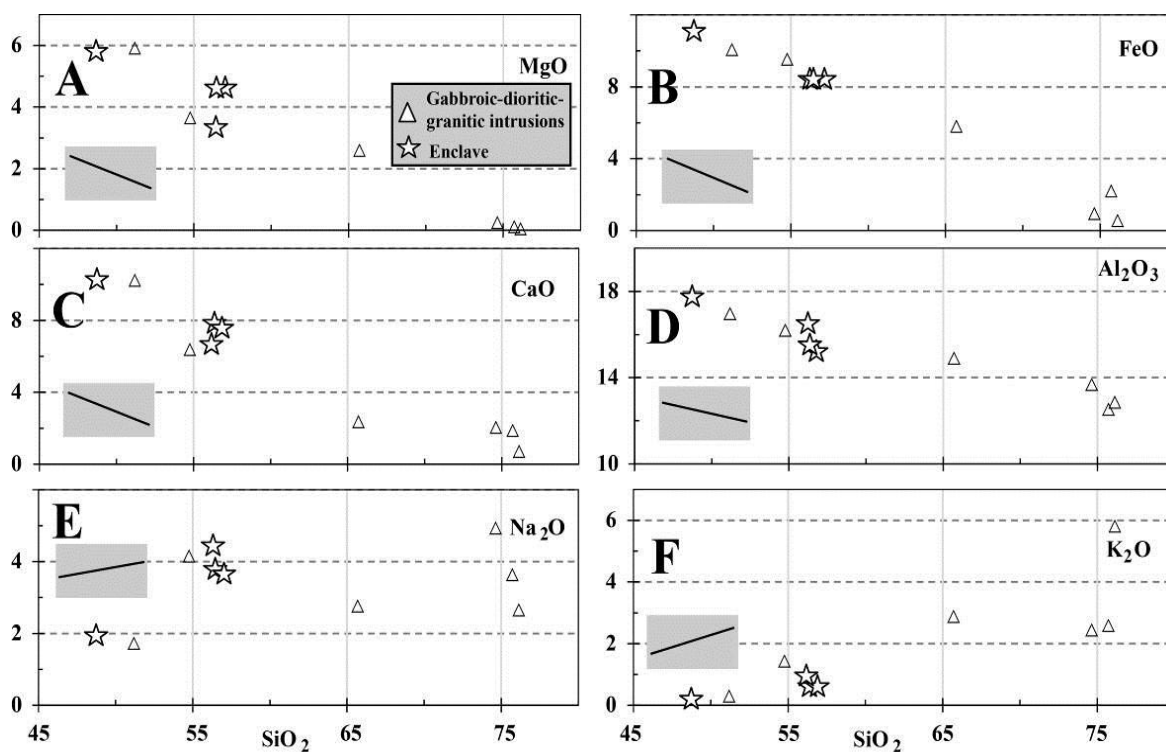 6
4
2
0
A
MgO
△ Gabbroic-dioritic-
granitic intrusions
☆ Enclave
8
4
0
B
FeO
8
4
0
C
CaO
18
14
10
D
Al₂O₃
4
2
0
E
Na₂O
45
55
65
75
SiO₂
6
4
2
0
F
K₂O
45
55
65
75
SiO₂